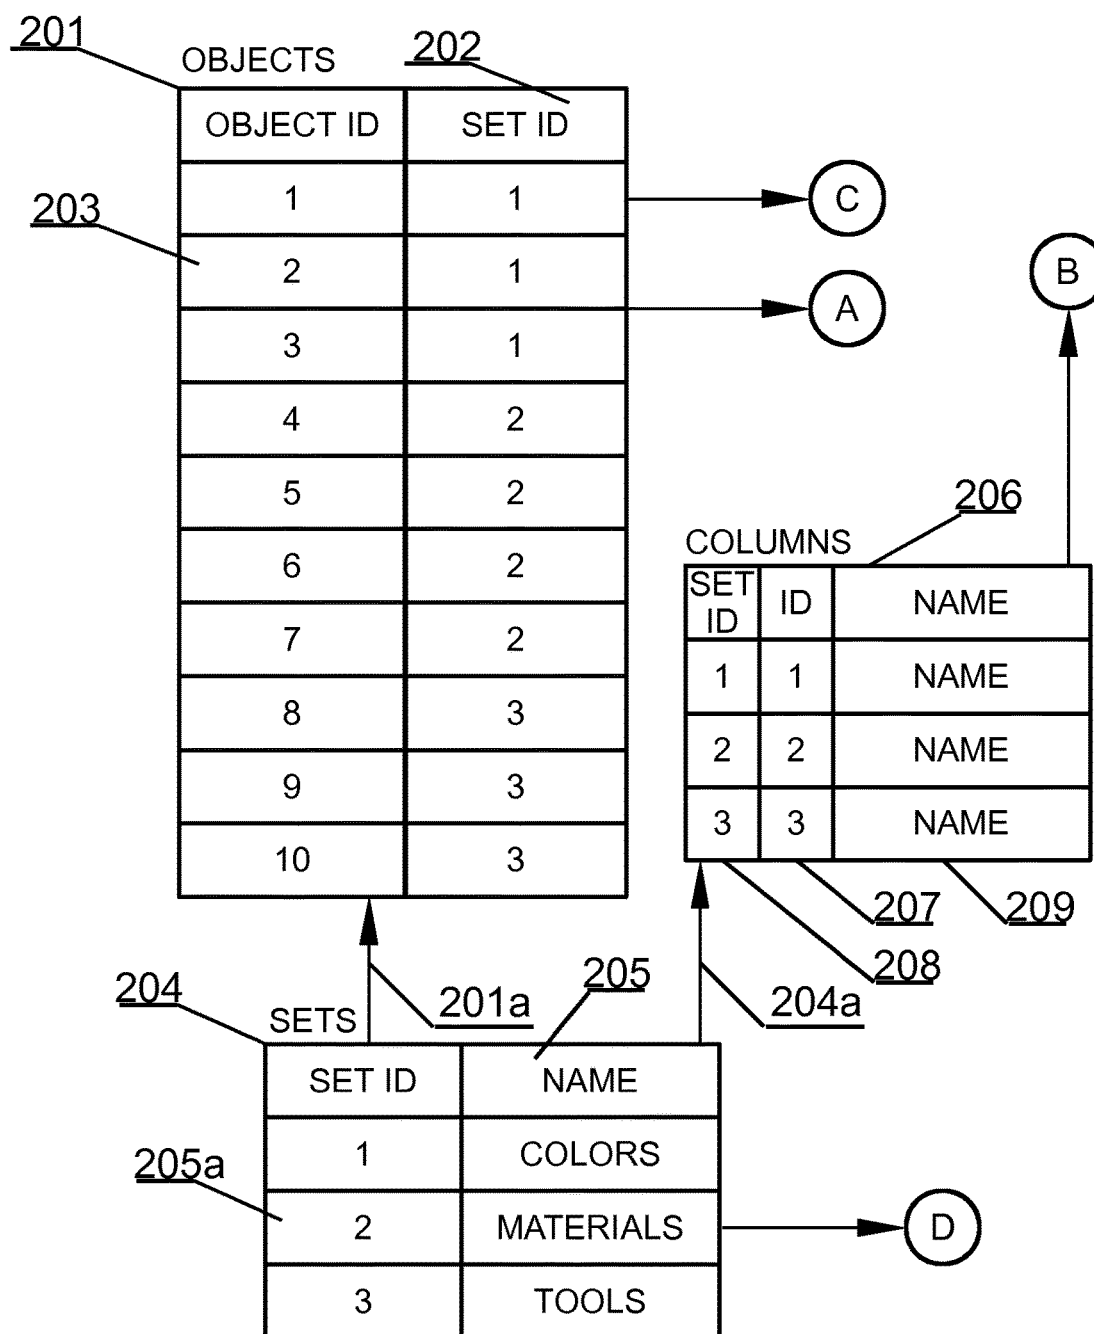 201
OBJECTS
202
OBJECT ID SET ID
1 1
C
203
2 1
B
A
3 1
4 2
5 2
206
6 2
COLUMNS
SET ID ID NAME
7 2
1 1 NAME
8 3
2 2 NAME
9 3
3 3 NAME
10 3
207 209
208
204
SETS
201a
205
204a
SET ID NAME
1 COLORS
205a
2 MATERIALS
D
3 TOOLS